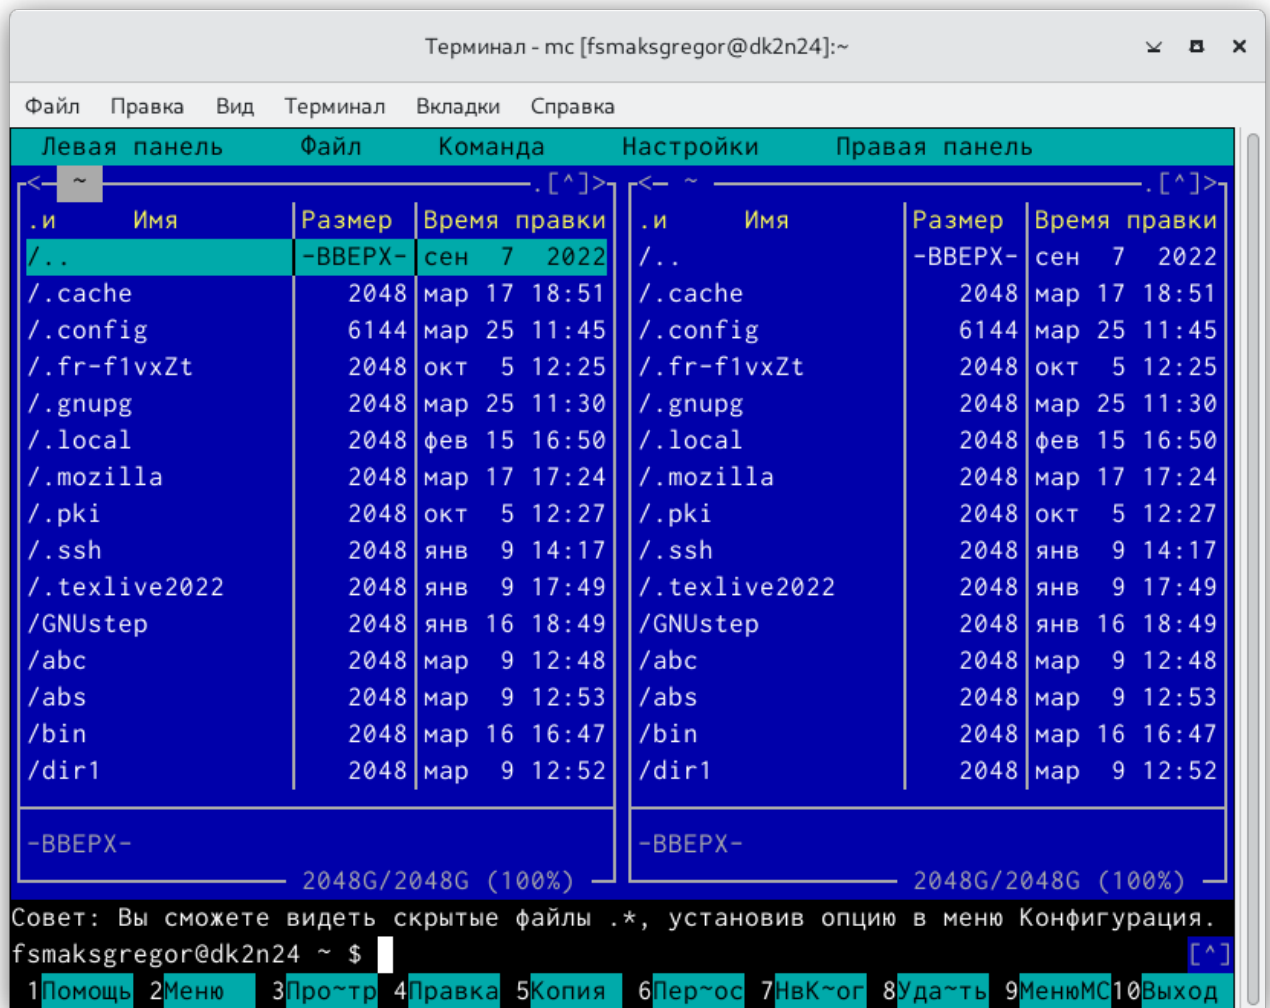 Терминал - mc [fsmaksgregor@dk2n24]:~
Файл Правка Вид Терминал Вкладки Справка
Левая панель Файл Команда Настройки Правая панель
<- ~ .[^]> <- ~ .[^]>
.и Имя Размер Время правки .и Имя Размер Время правки
/.. -ВВЕРХ- сен 7 2022 /.. -ВВЕРХ- сен 7 2022
/.cache 2048 мар 17 18:51 /.cache 2048 мар 17 18:51
/.config 6144 мар 25 11:45 /.config 6144 мар 25 11:45
/.fr-f1vxZt 2048 окт 5 12:25 /.fr-f1vxZt 2048 окт 5 12:25
/.gnupg 2048 мар 25 11:30 /.gnupg 2048 мар 25 11:30
/.local 2048 фев 15 16:50 /.local 2048 фев 15 16:50
/.mozilla 2048 мар 17 17:24 /.mozilla 2048 мар 17 17:24
/.pki 2048 окт 5 12:27 /.pki 2048 окт 5 12:27
/.ssh 2048 янв 9 14:17 /.ssh 2048 янв 9 14:17
/.texlive2022 2048 янв 9 17:49 /.texlive2022 2048 янв 9 17:49
/GNUstep 2048 янв 16 18:49 /GNUstep 2048 янв 16 18:49
/abc 2048 мар 9 12:48 /abc 2048 мар 9 12:48
/abs 2048 мар 9 12:53 /abs 2048 мар 9 12:53
/bin 2048 мар 16 16:47 /bin 2048 мар 16 16:47
/dir1 2048 мар 9 12:52 /dir1 2048 мар 9 12:52
-ВВЕРХ- -ВВЕРХ-
2048G/2048G (100%) 2048G/2048G (100%)
Совет: Вы сможете видеть скрытые файлы .*, установив опцию в меню Конфигурация.
fsmaksgregor@dk2n24 ~ $ [^]
1Помощь 2Меню 3Про~тр 4Правка 5Копия 6Пер~ос 7НвК~ог 8Уда~ть 9МенюМС 10Выход